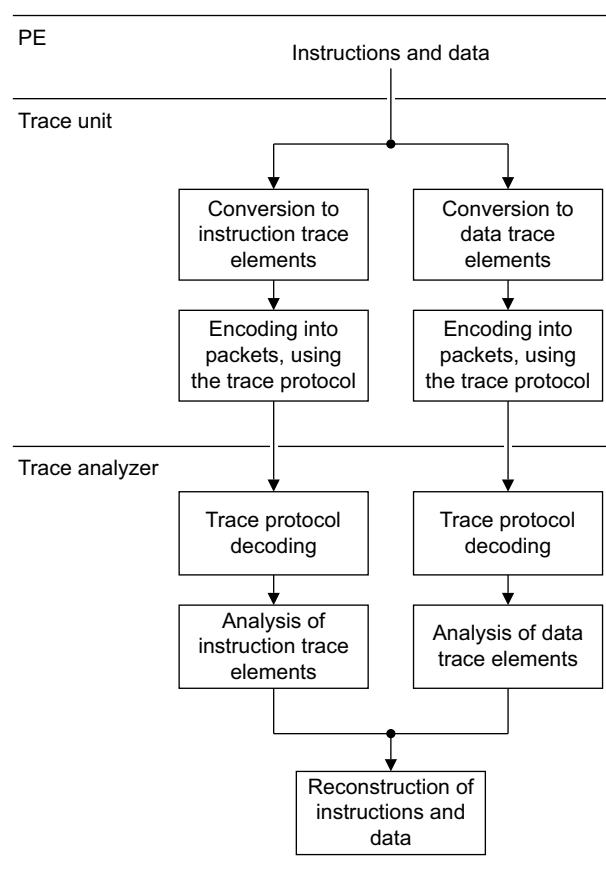 PE
Instructions and data
Trace unit
Conversion to
instruction trace
elements
Conversion to
data trace
elements
Encoding into
packets, using
the trace protocol
Encoding into
packets, using
the trace protocol
Trace analyzer
Trace protocol
decoding
Trace protocol
decoding
Analysis of
instruction trace
elements
Analysis of data
trace elements
Reconstruction of
instructions and
data